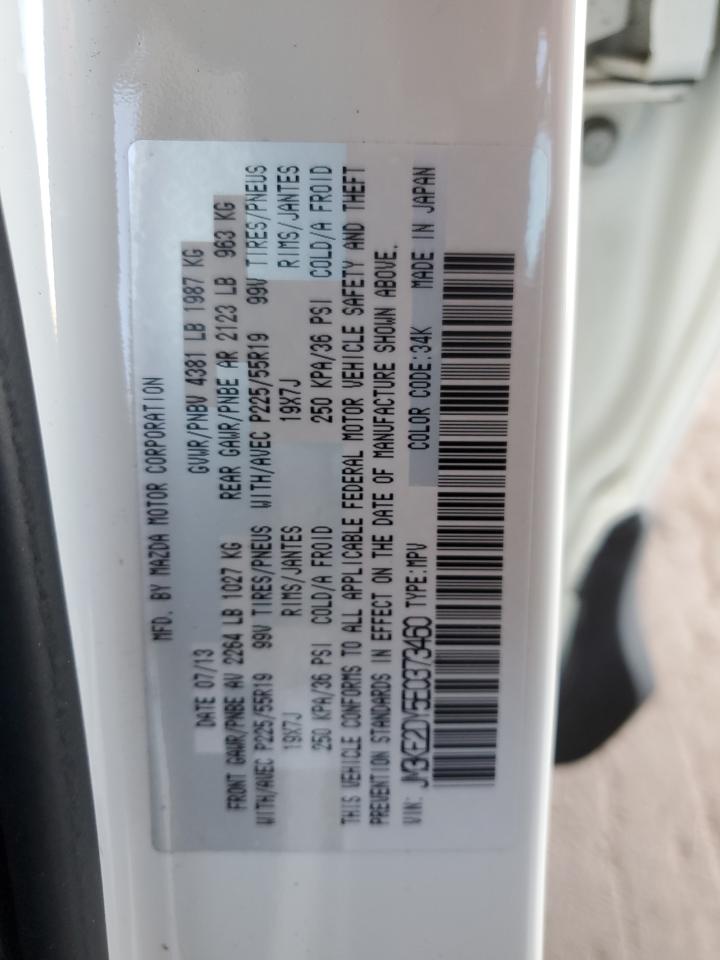 MFD. BY MAZDA MOTOR CORPORATION
DATE 07/13 GVWR/PNBV 4381 LB 1987 KG
FRONT GAWR/PNBE AV 2264 LB 1027 KG REAR GAWR/PNBE AR 2123 LB 963 KG
WITH/AVEC P225/55R19 99V TIRES/PNEUS WITH/AVEC P225/55R19 99V TIRES/PNEUS
19X7J RIMS/JANTES 19X7J RIMS/JANTES
250 KPA/36 PSI COLD/A FROID 250 KPA/36 PSI COLD/A FROID
THIS VEHICLE CONFORMS TO ALL APPLICABLE FEDERAL MOTOR VEHICLE SAFETY AND THEFT
PREVENTION STANDARDS IN EFFECT ON THE DATE OF MANUFACTURE SHOWN ABOVE.
VIN: JM3KE2DY5E0373460 TYPE:MPV COLOR CODE:34K MADE IN JAPAN